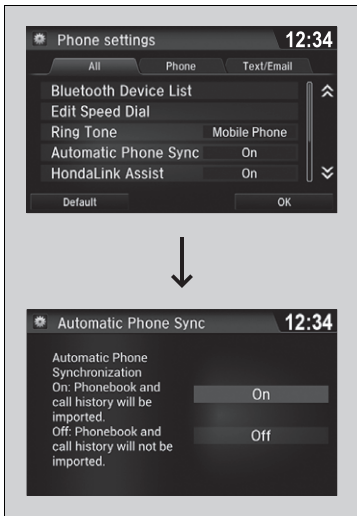 Phone settings 12:34
All Phone Text/Email
Bluetooth Device List
Edit Speed Dial
Ring Tone Mobile Phone
Automatic Phone Sync On
HondaLink Assist On
Default OK
Automatic Phone Sync 12:34
Automatic Phone
Synchronization
On: Phonebook and
call history will be
imported.
Off: Phonebook and
call history will not be
imported.
On
Off